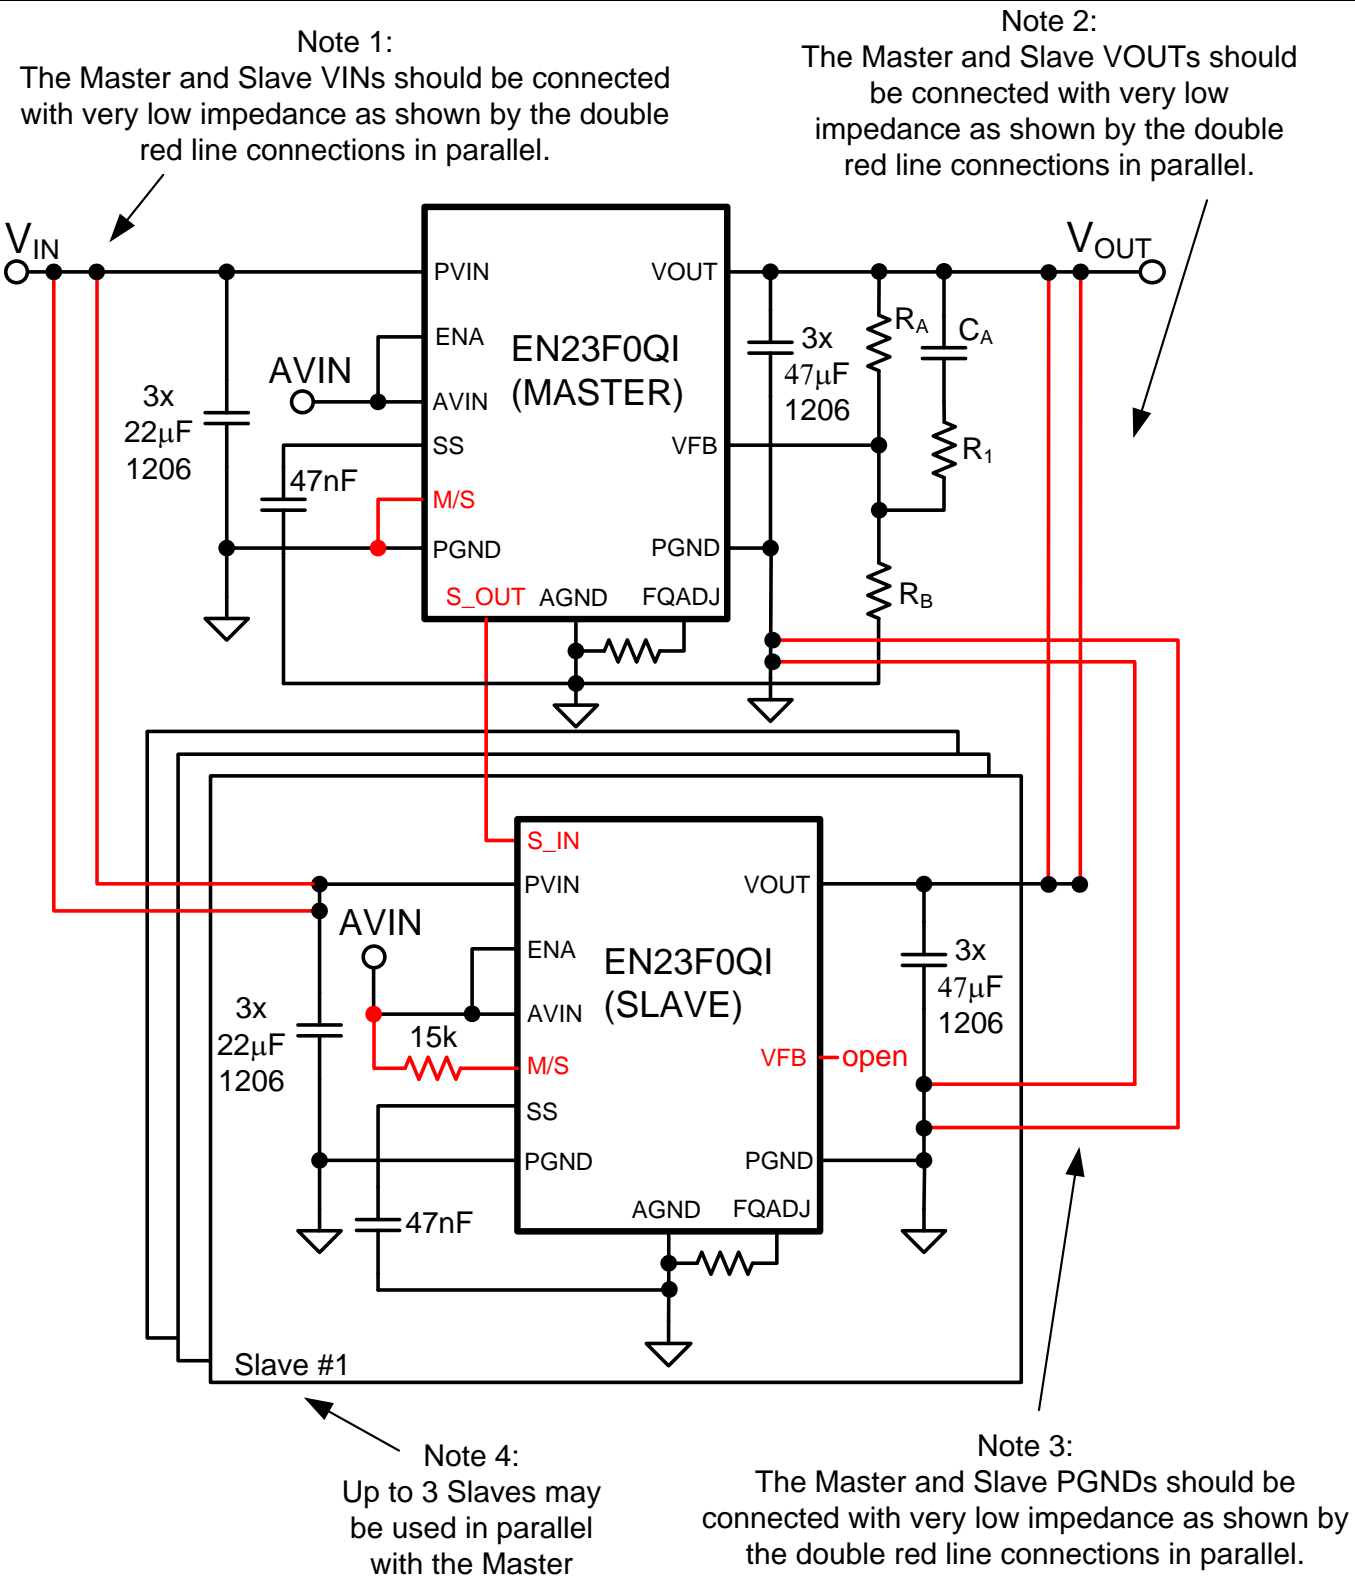 Note 1:
The Master and Slave VINs should be connected
with very low impedance as shown by the double
red line connections in parallel.
Note 2:
The Master and Slave VOUTs should
be connected with very low
impedance as shown by the double
red line connections in parallel.
VIN
VOUT
PVIN
VOUT
ENA
EN23F0QI
(MASTER)
AVIN
AVIN
SS
VFB
M/S
PGND
PGND
S_OUT
AGND
FQADJ
3x
22µF
1206
47nF
3x
47µF
1206
RA
CA
R1
RB
S_IN
PVIN
VOUT
AVIN
ENA
EN23F0QI
(SLAVE)
AVIN
15k
M/S
VFB
open
SS
PGND
PGND
AGND
FQADJ
3x
22µF
1206
47nF
3x
47µF
1206
Slave #1
Note 4:
Up to 3 Slaves may
be used in parallel
with the Master
Note 3:
The Master and Slave PGNDs should be
connected with very low impedance as shown by
the double red line connections in parallel.